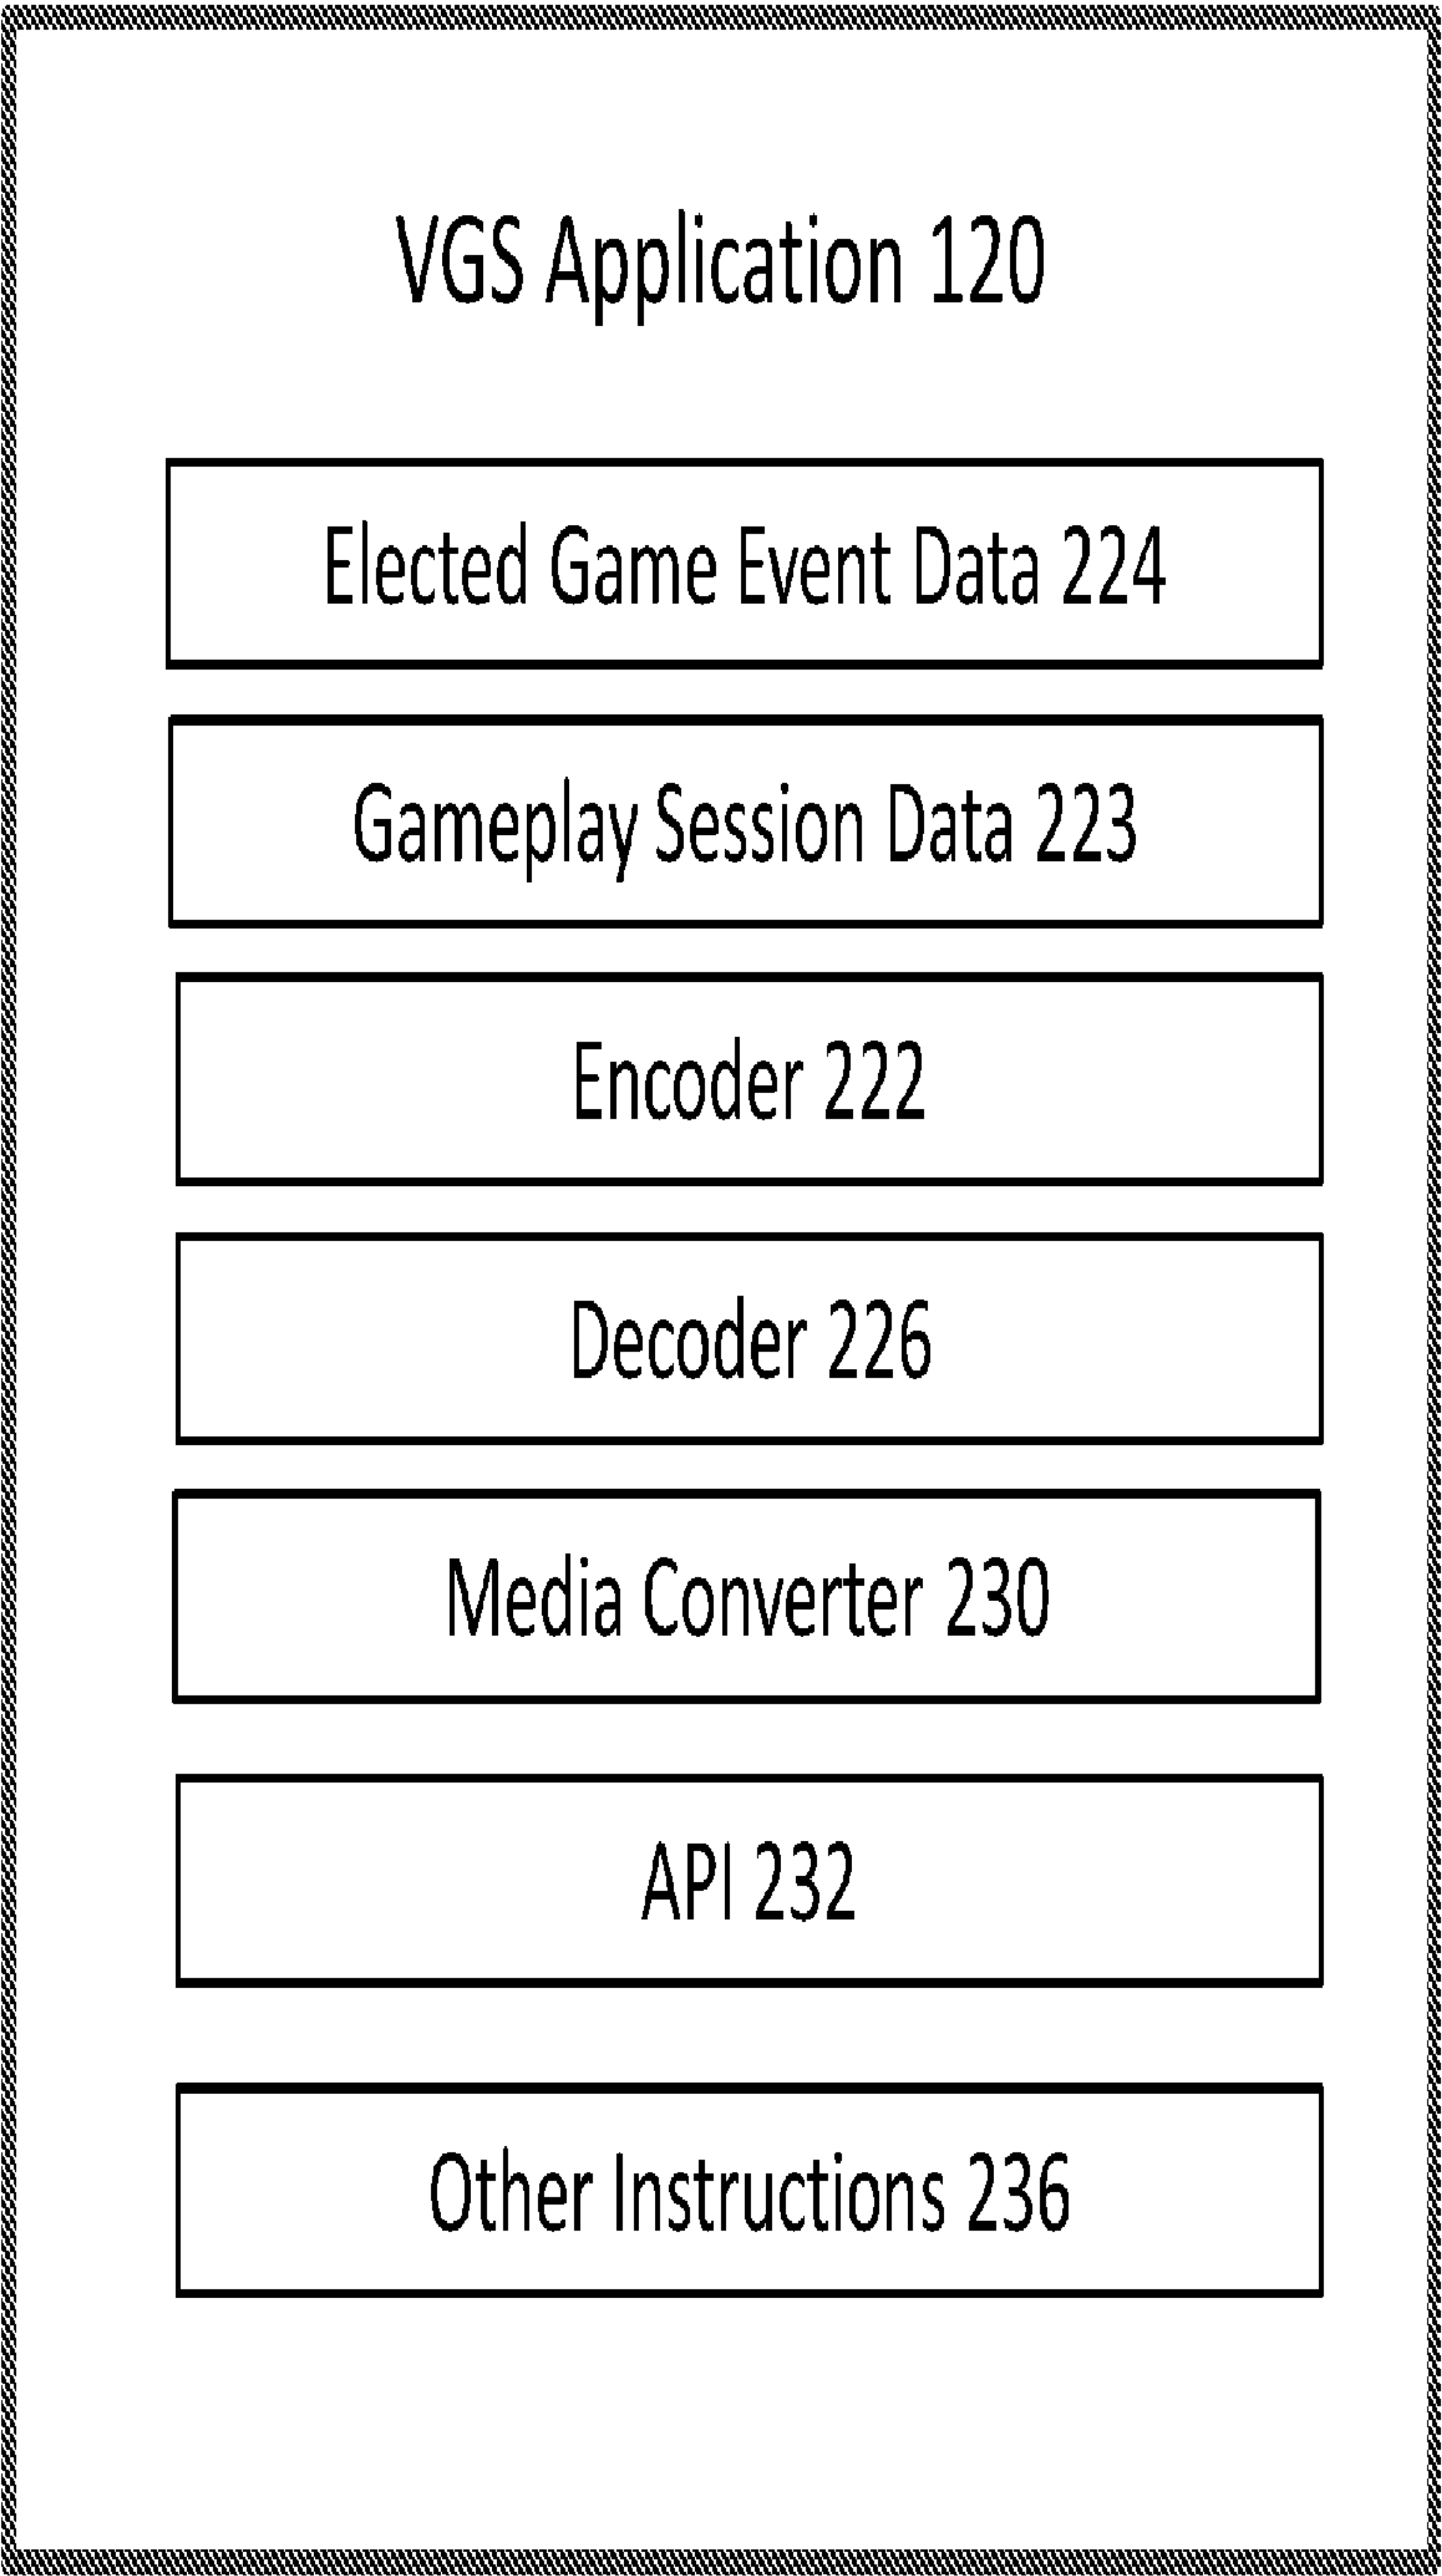 VGS Application 120
Elected Game Event Data 224
Gameplay Session Data 223
Encoder 222
Decoder 226
Media Converter 230
API 232
Other Instructions 236